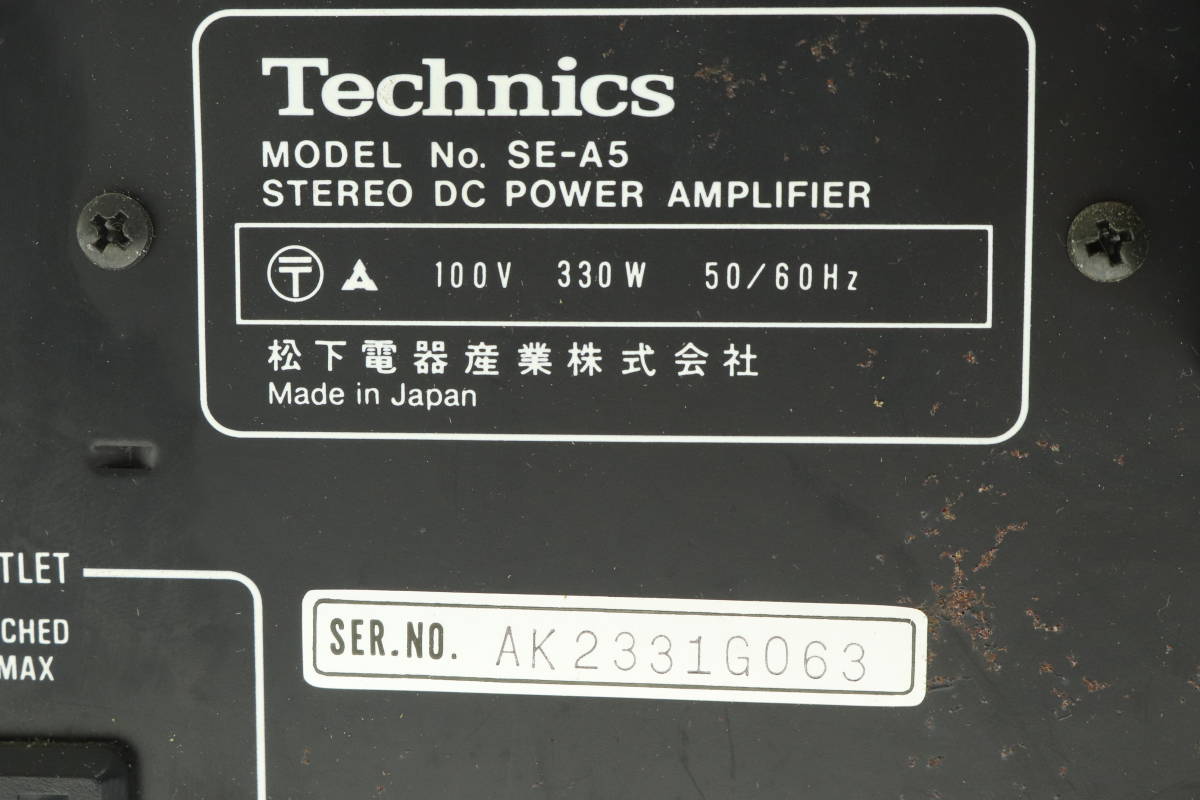 Technics
MODEL No. SE-A5
STEREO DC POWER AMPLIFIER
〒 100V 330W 50/60Hz
松下電器産業株式会社
Made in Japan
TLET
CHED
MAX
SER.NO. AK2331G063